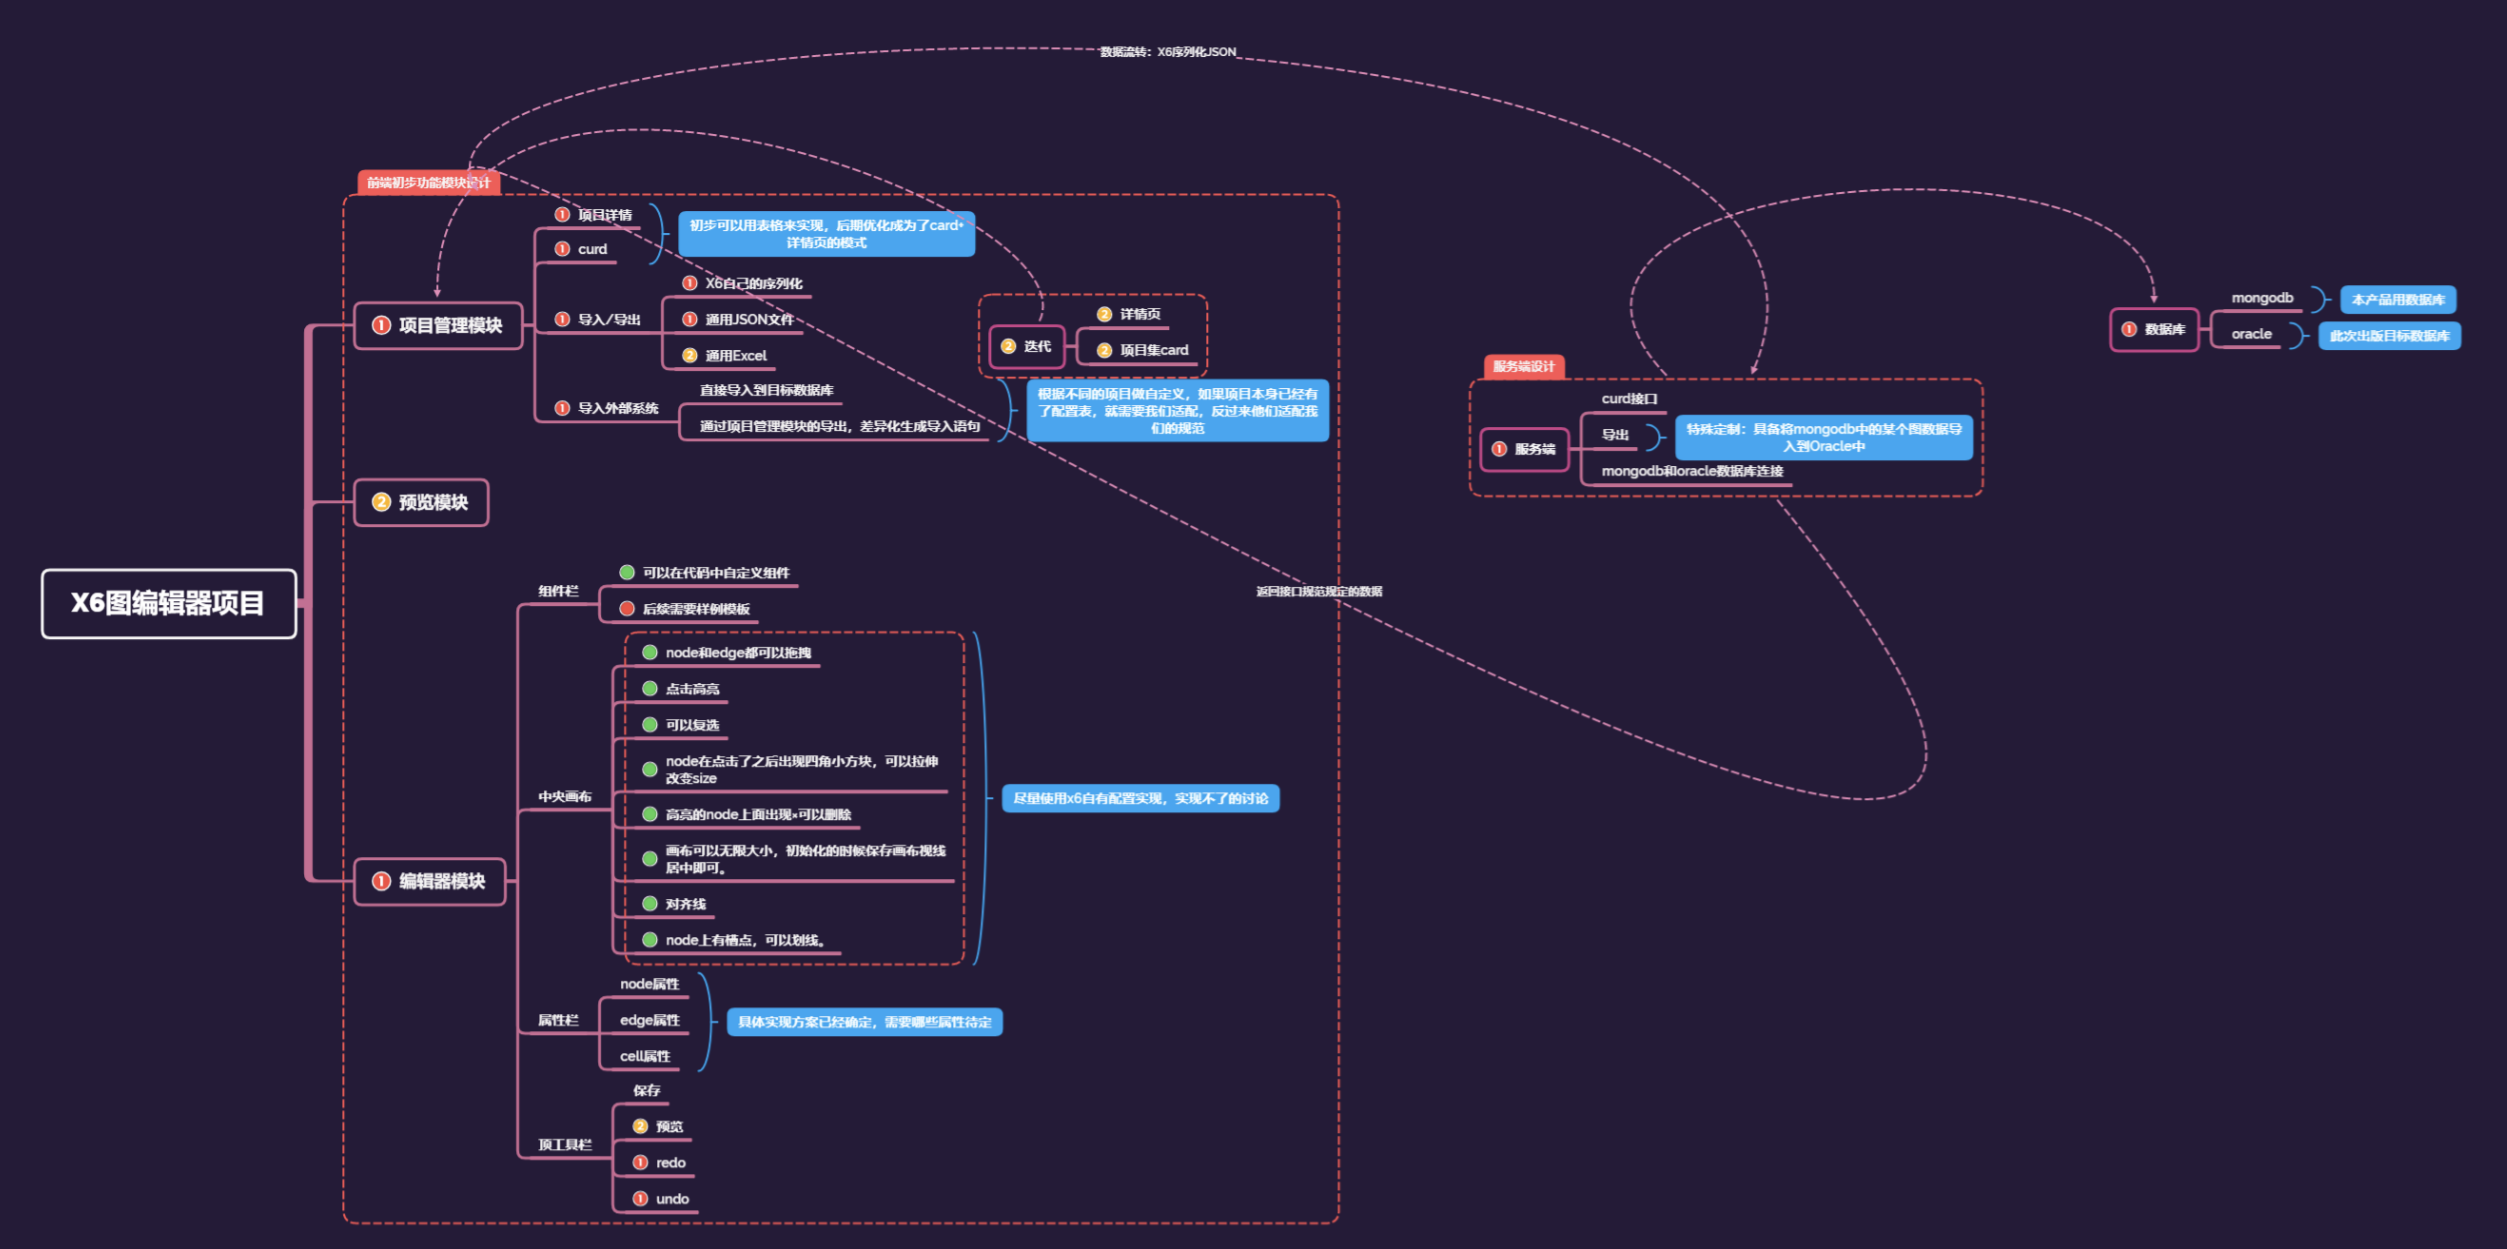 数据流转：X6序列化JSON
前端初步功能模块设计
X6图编辑器项目
1 项目管理模块
1 项目详情
1 curd
初步可以用表格来实现，后期优化成为了card+
详情页的模式
1 导入/导出
1 X6自己的序列化
1 通用JSON文件
2 通用Excel
1 导入外部系统
直接导入到目标数据库
通过项目管理模块的导出，差异化生成导入语句
根据不同的项目做自定义，如果项目本身已经有
了配置表，就需要我们适配，反过来他们适配我
们的规范
2 迭代
2 详情页
2 项目集card
2 预览模块
1 编辑器模块
组件栏
可以在代码中自定义组件
后续需要样例模板
中央画布
node和edge都可以拖拽
点击高亮
可以复选
node在点击了之后出现四角小方块，可以拉伸
改变size
高亮的node上面出现×可以删除
画布可以无限大小，初始化的时候保存画布视线
居中即可。
对齐线
node上有槽点，可以划线。
尽量使用x6自有配置实现，实现不了的讨论
属性栏
node属性
edge属性
cell属性
具体实现方案已经确定，需要哪些属性待定
顶工具栏
保存
2 预览
1 redo
1 undo
返回接口规范规定的数据
服务端设计
1 服务端
curd接口
导出
特殊定制：具备将mongodb中的某个图数据导
入到Oracle中
mongodb和oracle数据库连接
1 数据库
mongodb
本产品用数据库
oracle
此次出版目标数据库